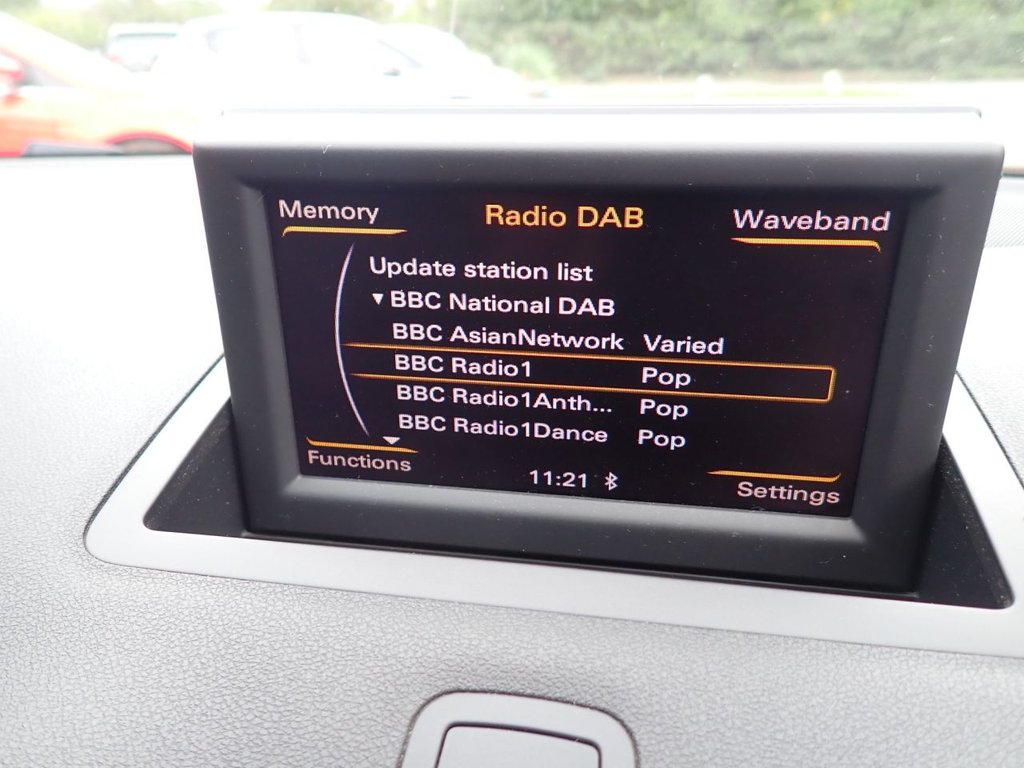 Memory Radio DAB Waveband
Update station list
▼ BBC National DAB
BBC AsianNetwork Varied
BBC Radio1 Pop
BBC Radio1Anth... Pop
BBC Radio1Dance Pop
Functions 11:21 Settings